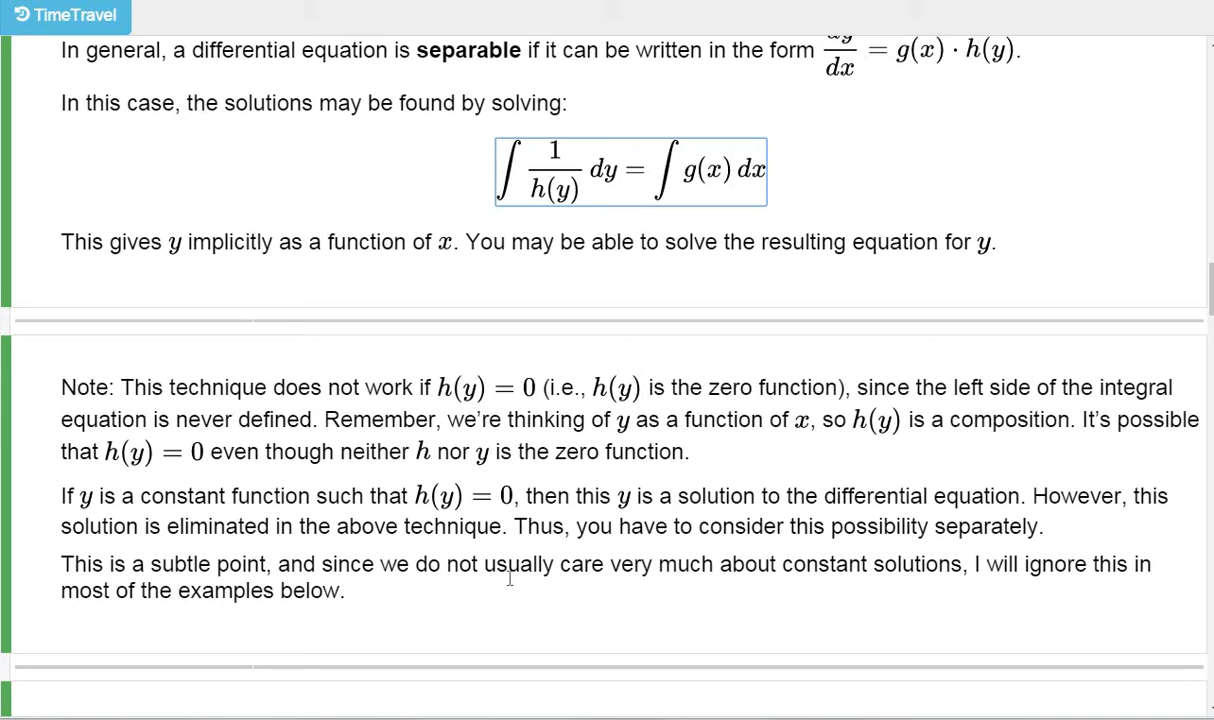 TimeTravel
In general, a differential equation is separable if it can be written in the form dy/dx = g(x) · h(y).
In this case, the solutions may be found by solving:
∫ 1/h(y) dy = ∫ g(x) dx
This gives y implicitly as a function of x. You may be able to solve the resulting equation for y.
Note: This technique does not work if h(y) = 0 (i.e., h(y) is the zero function), since the left side of the integral
equation is never defined. Remember, we're thinking of y as a function of x, so h(y) is a composition. It's possible
that h(y) = 0 even though neither h nor y is the zero function.
If y is a constant function such that h(y) = 0, then this y is a solution to the differential equation. However, this
solution is eliminated in the above technique. Thus, you have to consider this possibility separately.
This is a subtle point, and since we do not usually care very much about constant solutions, I will ignore this in
most of the examples below.